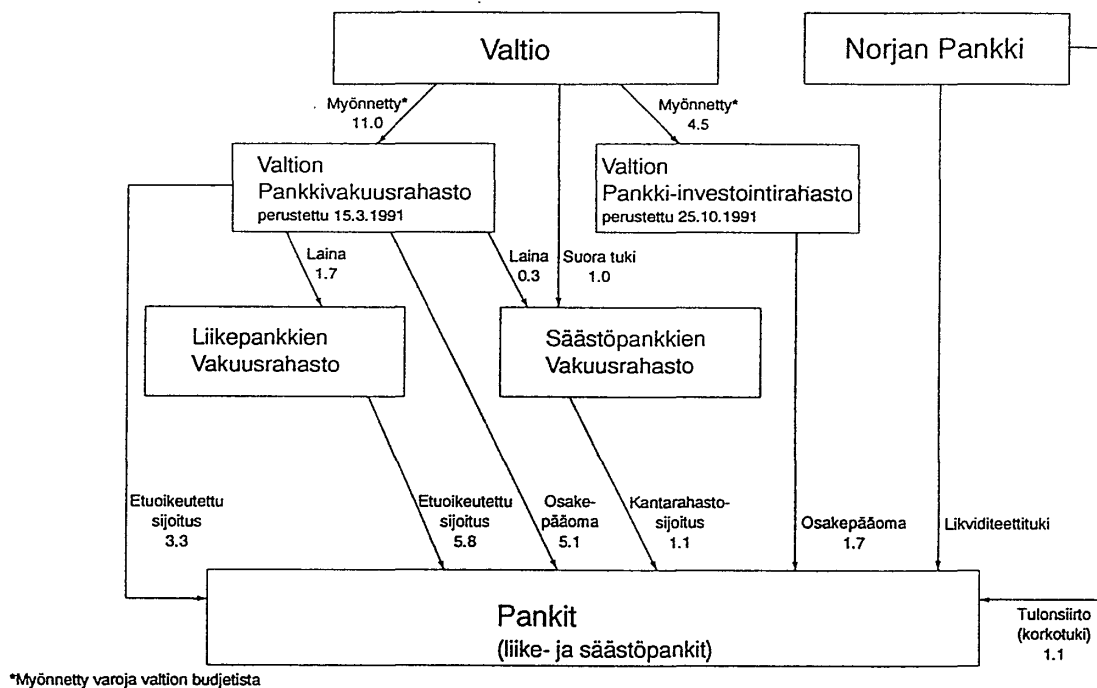 Valtio
Norjan Pankki
Myönnetty*
11.0
Myönnetty*
4.5
Valtion
Pankkivakuusrahasto
perustettu 15.3.1991
Valtion
Pankki-investointirahasto
perustettu 25.10.1991
Laina
1.7
Laina
0.3
Suora tuki
1.0
Liikepankkien
Vakuusrahasto
Säästöpankkien
Vakuusrahasto
Etuoikeutettu
sijoitus
3.3
Etuoikeutettu
sijoitus
5.8
Osake-
pääoma
5.1
Kantarahasto-
sijoitus
1.1
Osakepääoma
1.7
Likviditeettituki
Pankit
(liike- ja säästöpankit)
Tulonsiirto
(korkotuki)
1.1
*Myönnetty varoja valtion budjetista